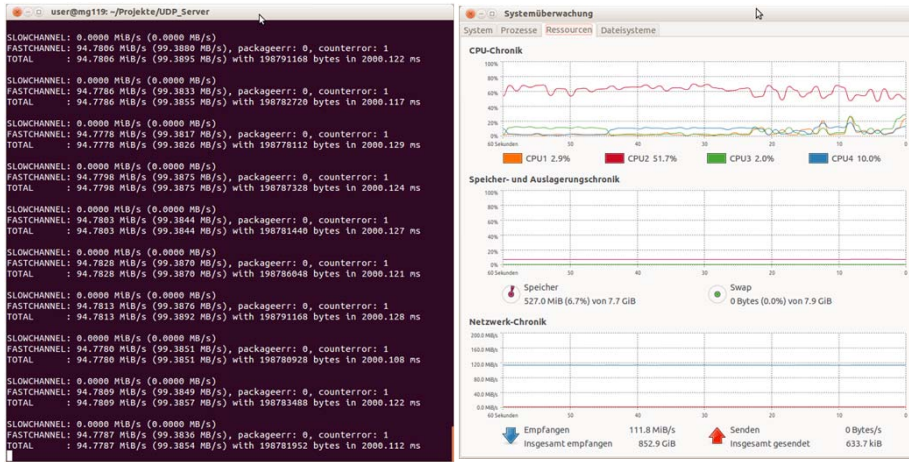 user@mg119: ~/Projekte/UDP_Server
SLOWCHANNEL: 0.0000 MiB/s (0.0000 MB/s)
FASTCHANNEL: 94.7806 MiB/s (99.3880 MB/s), packageerr: 0, counterror: 1
TOTAL : 94.7806 MiB/s (99.3895 MB/s) with 198791168 bytes in 2000.122 ms
SLOWCHANNEL: 0.0000 MiB/s (0.0000 MB/s)
FASTCHANNEL: 94.7786 MiB/s (99.3833 MB/s), packageerr: 0, counterror: 1
TOTAL : 94.7786 MiB/s (99.3855 MB/s) with 198782720 bytes in 2000.117 ms
SLOWCHANNEL: 0.0000 MiB/s (0.0000 MB/s)
FASTCHANNEL: 94.7778 MiB/s (99.3817 MB/s), packageerr: 0, counterror: 1
TOTAL : 94.7778 MiB/s (99.3826 MB/s) with 198778112 bytes in 2000.129 ms
SLOWCHANNEL: 0.0000 MiB/s (0.0000 MB/s)
FASTCHANNEL: 94.7798 MiB/s (99.3875 MB/s), packageerr: 0, counterror: 1
TOTAL : 94.7798 MiB/s (99.3875 MB/s) with 198787328 bytes in 2000.124 ms
SLOWCHANNEL: 0.0000 MiB/s (0.0000 MB/s)
FASTCHANNEL: 94.7803 MiB/s (99.3844 MB/s), packageerr: 0, counterror: 1
TOTAL : 94.7803 MiB/s (99.3844 MB/s) with 198781440 bytes in 2000.127 ms
SLOWCHANNEL: 0.0000 MiB/s (0.0000 MB/s)
FASTCHANNEL: 94.7828 MiB/s (99.3870 MB/s), packageerr: 0, counterror: 1
TOTAL : 94.7828 MiB/s (99.3870 MB/s) with 198786048 bytes in 2000.121 ms
SLOWCHANNEL: 0.0000 MiB/s (0.0000 MB/s)
FASTCHANNEL: 94.7813 MiB/s (99.3876 MB/s), packageerr: 0, counterror: 1
TOTAL : 94.7813 MiB/s (99.3892 MB/s) with 198791168 bytes in 2000.128 ms
SLOWCHANNEL: 0.0000 MiB/s (0.0000 MB/s)
FASTCHANNEL: 94.7780 MiB/s (99.3851 MB/s), packageerr: 0, counterror: 1
TOTAL : 94.7780 MiB/s (99.3851 MB/s) with 198780928 bytes in 2000.108 ms
SLOWCHANNEL: 0.0000 MiB/s (0.0000 MB/s)
FASTCHANNEL: 94.7809 MiB/s (99.3849 MB/s), packageerr: 0, counterror: 1
TOTAL : 94.7809 MiB/s (99.3857 MB/s) with 198783488 bytes in 2000.122 ms
SLOWCHANNEL: 0.0000 MiB/s (0.0000 MB/s)
FASTCHANNEL: 94.7787 MiB/s (99.3836 MB/s), packageerr: 0, counterror: 1
TOTAL : 94.7787 MiB/s (99.3854 MB/s) with 198781952 bytes in 2000.112 ms
Systemüberwachung
System Prozesse Ressourcen Dateisysteme
CPU-Chronik
100%
80%
60%
40%
20%
0%
60 Sekunden 50 40 30 20 10 0
CPU1 2.9% CPU2 51.7% CPU3 2.0% CPU4 10.0%
Speicher- und Auslagerungschronik
100%
80%
60%
40%
20%
0%
60 Sekunden 50 40 30 20 10 0
Speicher Swap
527.0 MiB (6.7%) von 7.7 GiB 0 Bytes (0.0%) von 7.9 GiB
Netzwerk-Chronik
200.0 MiB/s
160.0 MiB/s
120.0 MiB/s
80.0 MiB/s
40.0 MiB/s
0.0 MiB/s
60 Sekunden 50 40 30 20 10 0
Empfangen 111.8 MiB/s Senden 0 Bytes/s
Insgesamt empfangen 852.9 GiB Insgesamt gesendet 633.7 kiB